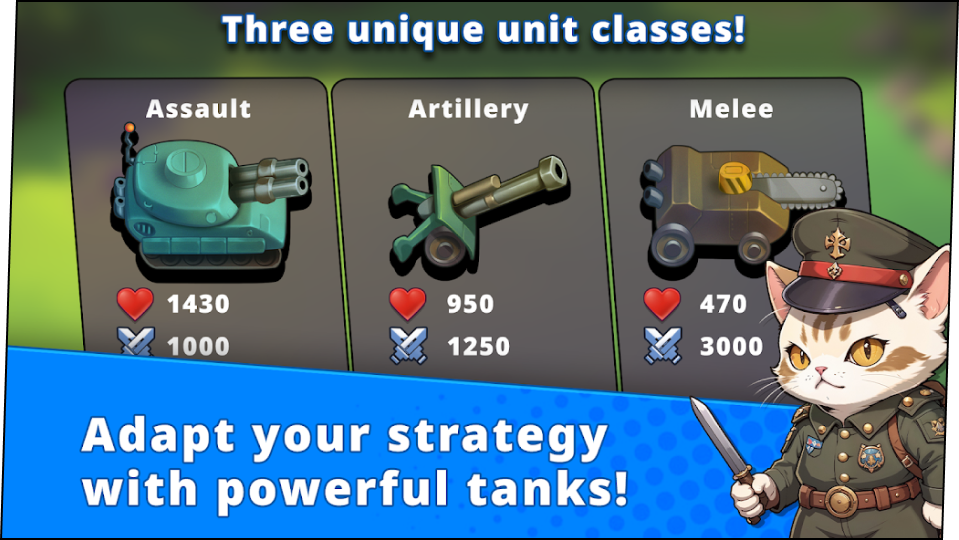 Three unique unit classes!
Assault
Artillery
Melee
1430
950
470
1000
1250
3000
Adapt your strategy
with powerful tanks!